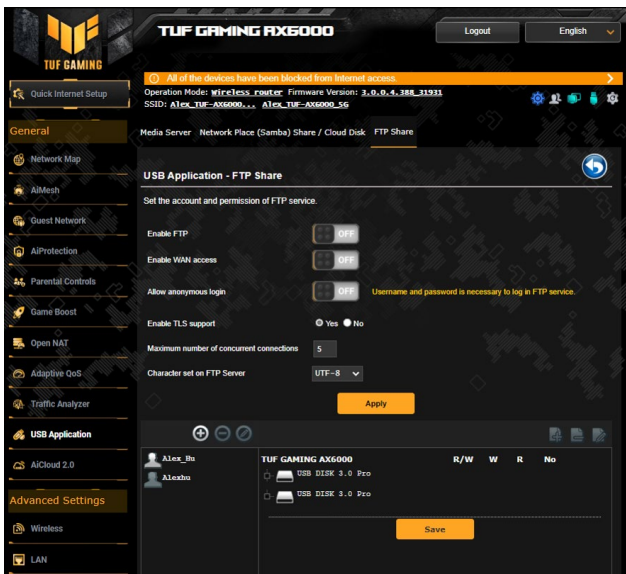 TUF GAMING
TUF GAMING AX6000
Logout
English
All of the devices have been blocked from Internet access.
Quick Internet Setup
Operation Mode: Wireless router Firmware Version: 3.0.0.4.388_31931
SSID: Alex_TUF-AX6000... Alex_TUF-AX6000_5G
General
Media Server Network Place (Samba) Share / Cloud Disk FTP Share
Network Map
USB Application - FTP Share
AiMesh
Set the account and permission of FTP service.
Guest Network
Enable FTP OFF
AiProtection
Enable WAN access OFF
Parental Controls
Allow anonymous login OFF Username and password is necessary to log in FTP service.
Game Boost
Enable TLS support Yes No
Open NAT
Maximum number of concurrent connections 5
Adaptive QoS
Character set on FTP Server UTF-8
Traffic Analyzer
Apply
USB Application
AiCloud 2.0
Alex_Hu
Alexhu
TUF GAMING AX6000 R/W W R No
USB DISK 3.0 Pro
USB DISK 3.0 Pro
Advanced Settings
Save
Wireless
LAN